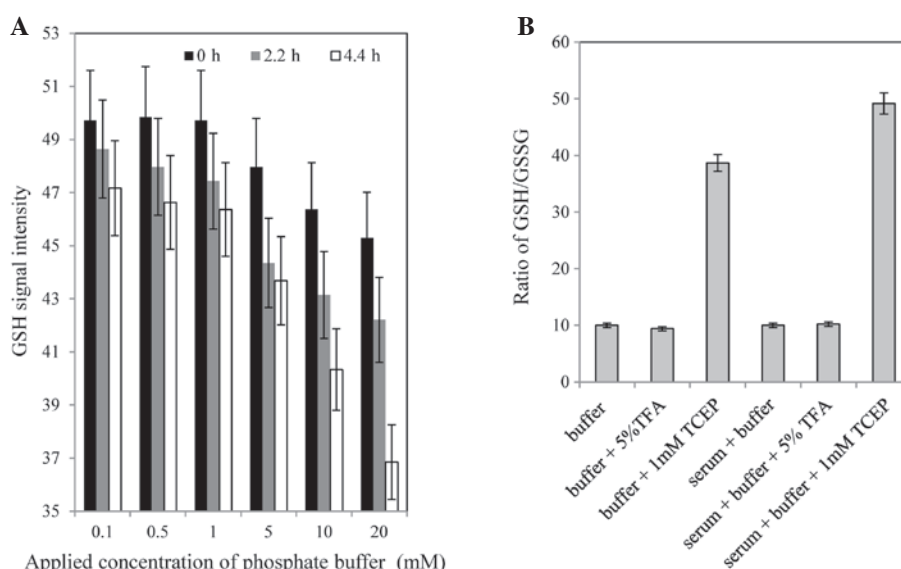 A
0 h 2.2 h 4.4 h
53
51
49
47
45
43
41
39
37
35
GSH signal intensity
0.1 0.5 1 5 10 20
Applied concentration of phosphate buffer (mM)
B
60
50
40
30
20
10
0
Ratio of GSH/GSSG
buffer
buffer + 5%TFA
buffer + 1mM TCEP
serum + buffer
serum + buffer + 5% TFA
serum + buffer + 1mM TCEP